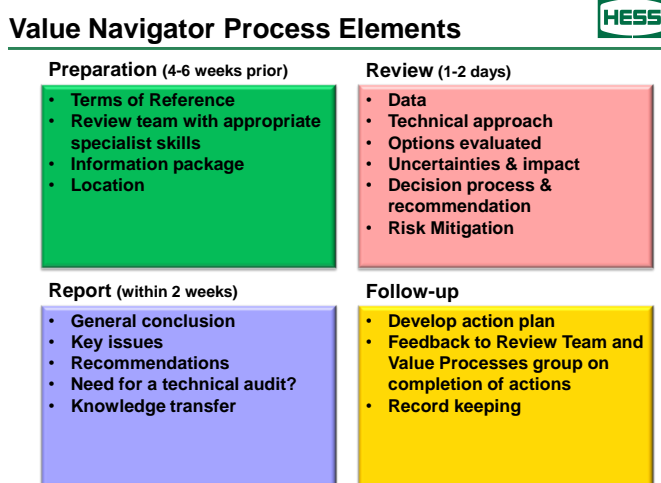 Value Navigator Process Elements
HESS
Preparation (4-6 weeks prior)
• Terms of Reference
• Review team with appropriate
specialist skills
• Information package
• Location
Review (1-2 days)
• Data
• Technical approach
• Options evaluated
• Uncertainties & impact
• Decision process &
recommendation
• Risk Mitigation
Report (within 2 weeks)
• General conclusion
• Key issues
• Recommendations
• Need for a technical audit?
• Knowledge transfer
Follow-up
• Develop action plan
• Feedback to Review Team and
Value Processes group on
completion of actions
• Record keeping